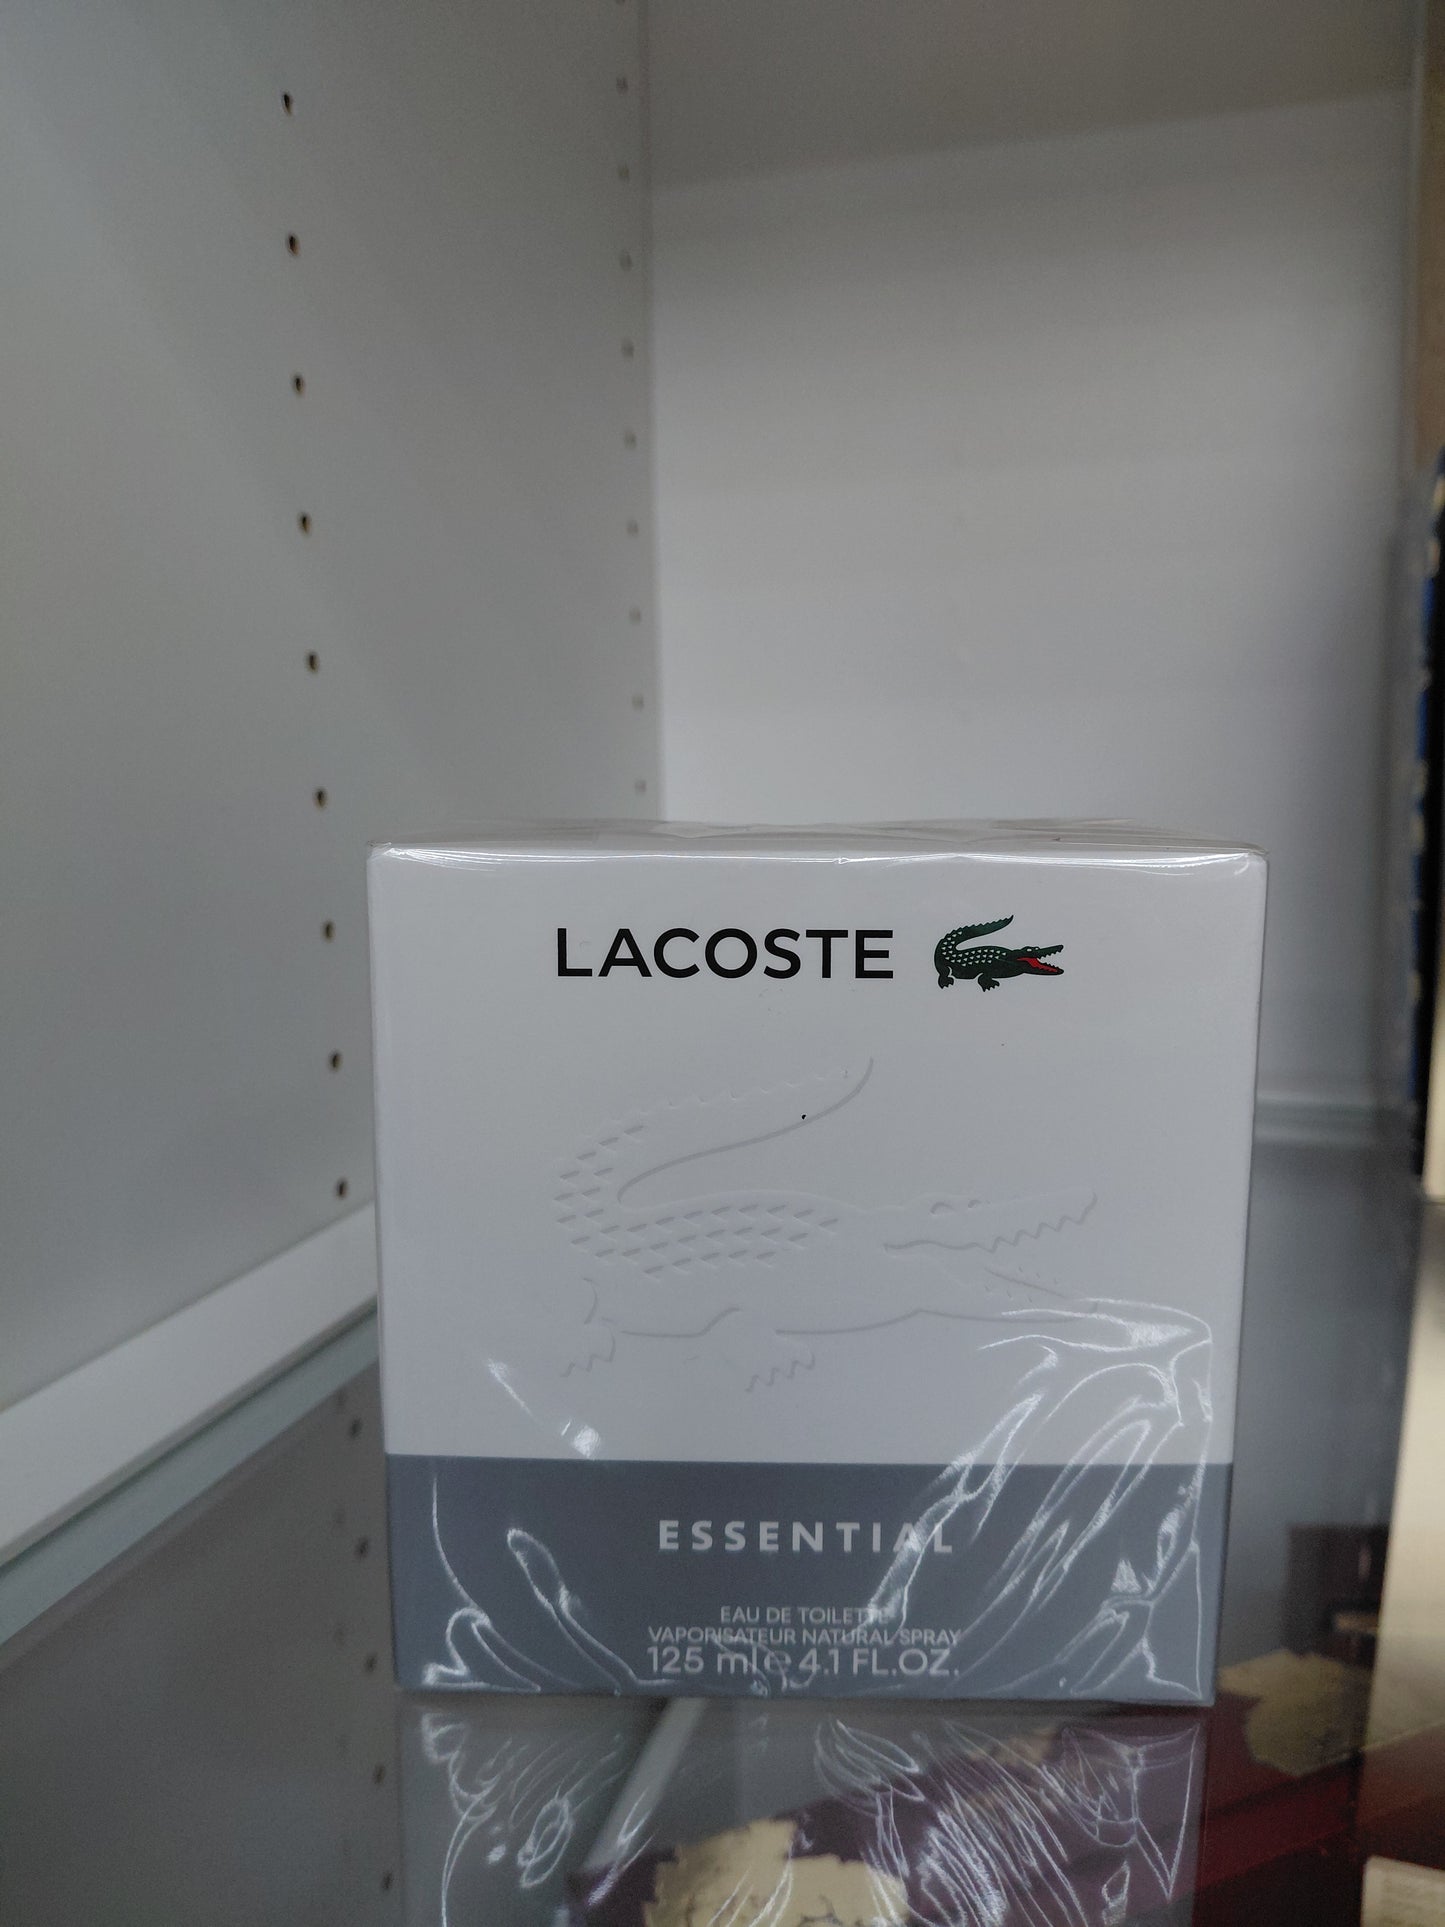 LACOSTE
ESSENTIAL
EAU DE TOILETTE
VAPORISATEUR NATURAL SPRAY
125 ml e 4.1 FL.OZ.